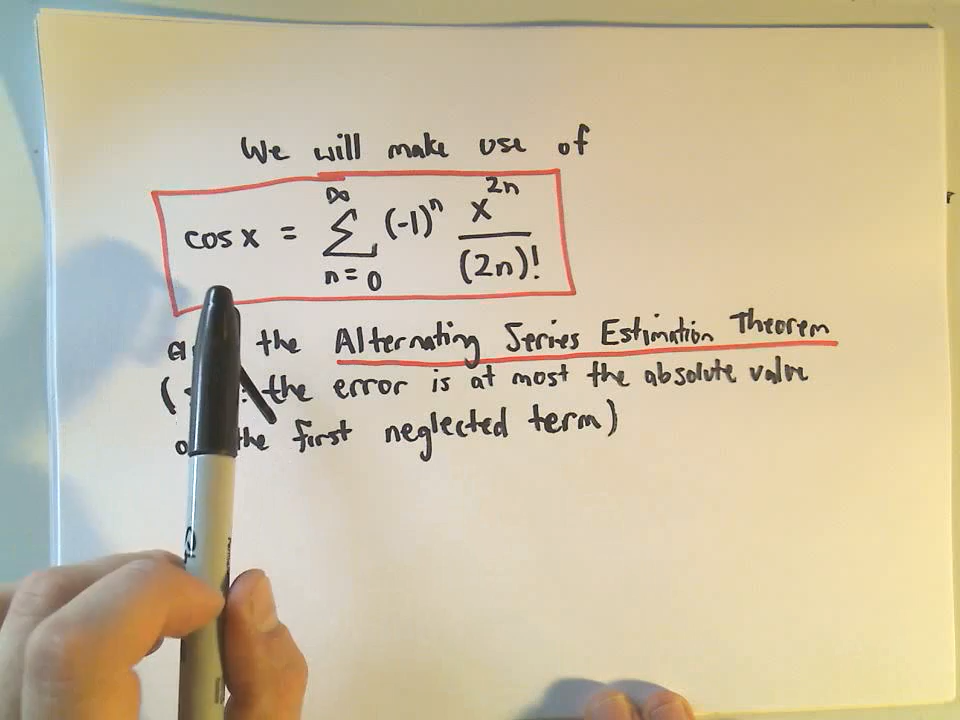 We will make use of
cos x = ∞ Σ n=0 (-1)^n x^2n / (2n)!
the Alternating Series Estimation Theorem
( the error is at most the absolute value
the first neglected term)